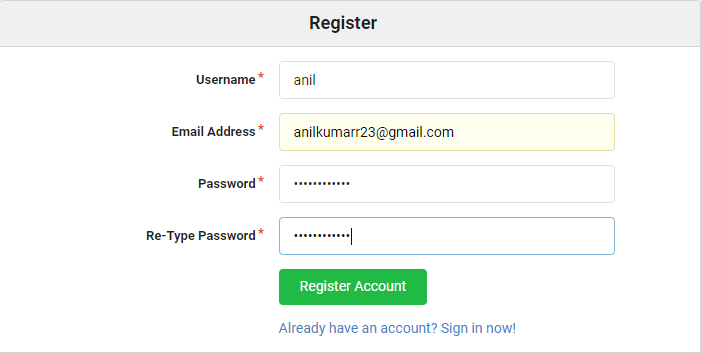 Register
Username *
anil
Email Address *
anilkumarr23@gmail.com
Password *
••••••••••••
Re-Type Password *
••••••••••••
Register Account
Already have an account? Sign in now!